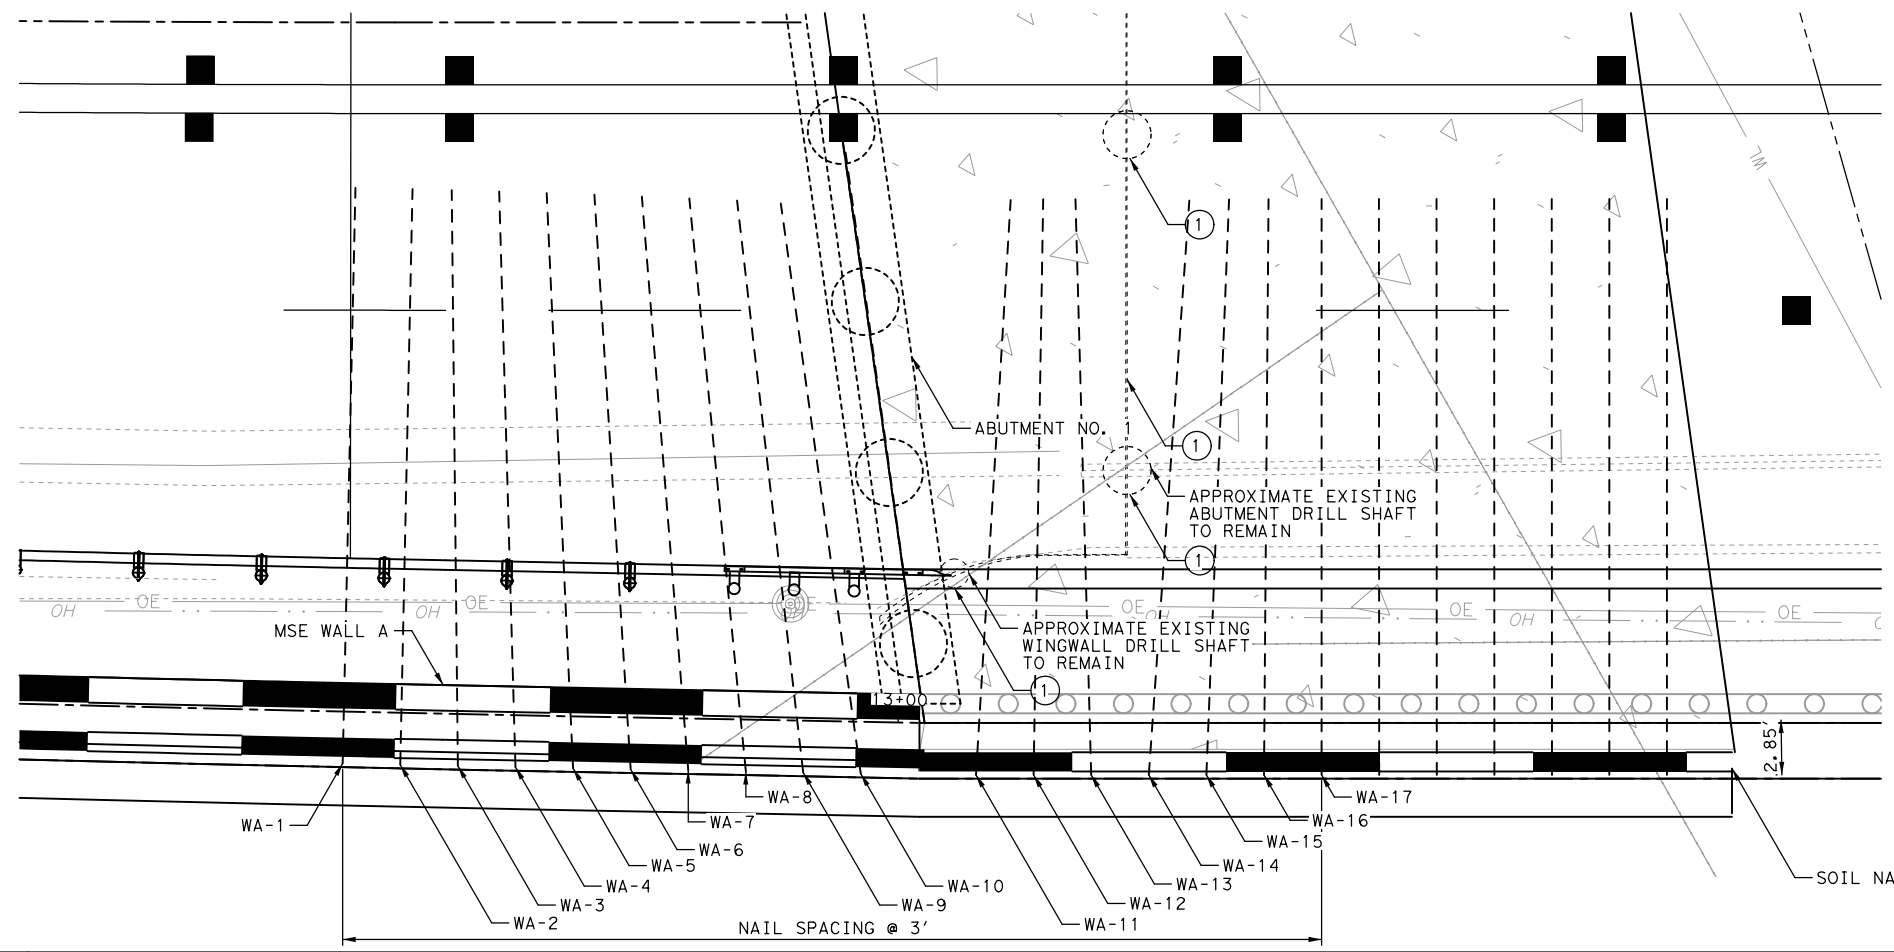 WL
1
ABUTMENT NO. 1
1
APPROXIMATE EXISTING
ABUTMENT DRILL SHAFT
TO REMAIN
1
OE
OE
OE
OE
OE
OH
OH
OH
OH
MSE WALL A
APPROXIMATE EXISTING
WINGWALL DRILL SHAFT
TO REMAIN
1
13+00
2.85'
WA-1
WA-2
WA-3
WA-4
WA-5
WA-6
WA-7
WA-8
WA-9
WA-10
WA-11
WA-12
WA-13
WA-14
WA-15
WA-16
WA-17
SOIL NA
NAIL SPACING @ 3'